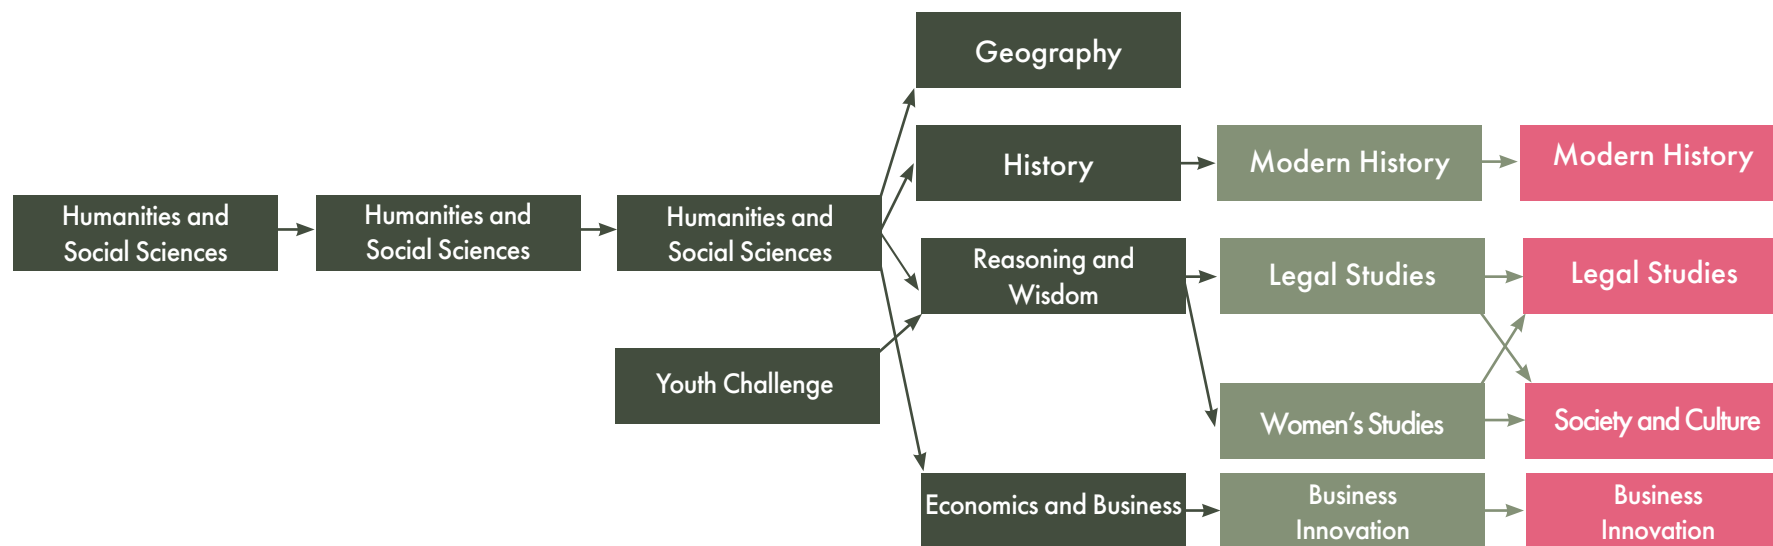 Geography
History
Modern History
Modern History
Humanities and
Social Sciences
Humanities and
Social Sciences
Humanities and
Social Sciences
Reasoning and
Wisdom
Legal Studies
Legal Studies
Youth Challenge
Women's Studies
Society and Culture
Economics and Business
Business
Innovation
Business
Innovation